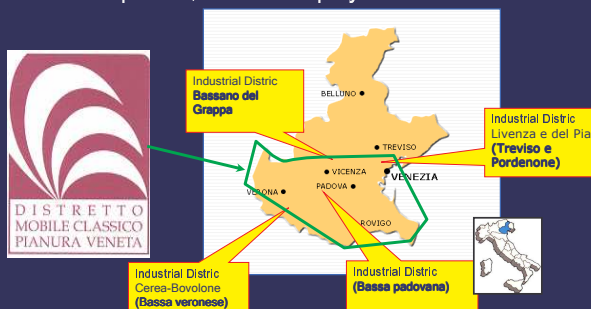 Industrial Distric
Bassano del
Grappa
BELLUNO
Industrial Distric
Livenza e del Pia
(Treviso e
Pordenone)
TREVISO
VICENZA
VENEZIA
PADOVA
VERONA
ROVIGO
DISTRETTO
MOBILE CLASSICO
PIANURA VENETA
Industrial Distric
Cerea-Bovolone
(Bassa veronese)
Industrial Distric
(Bassa padovana)